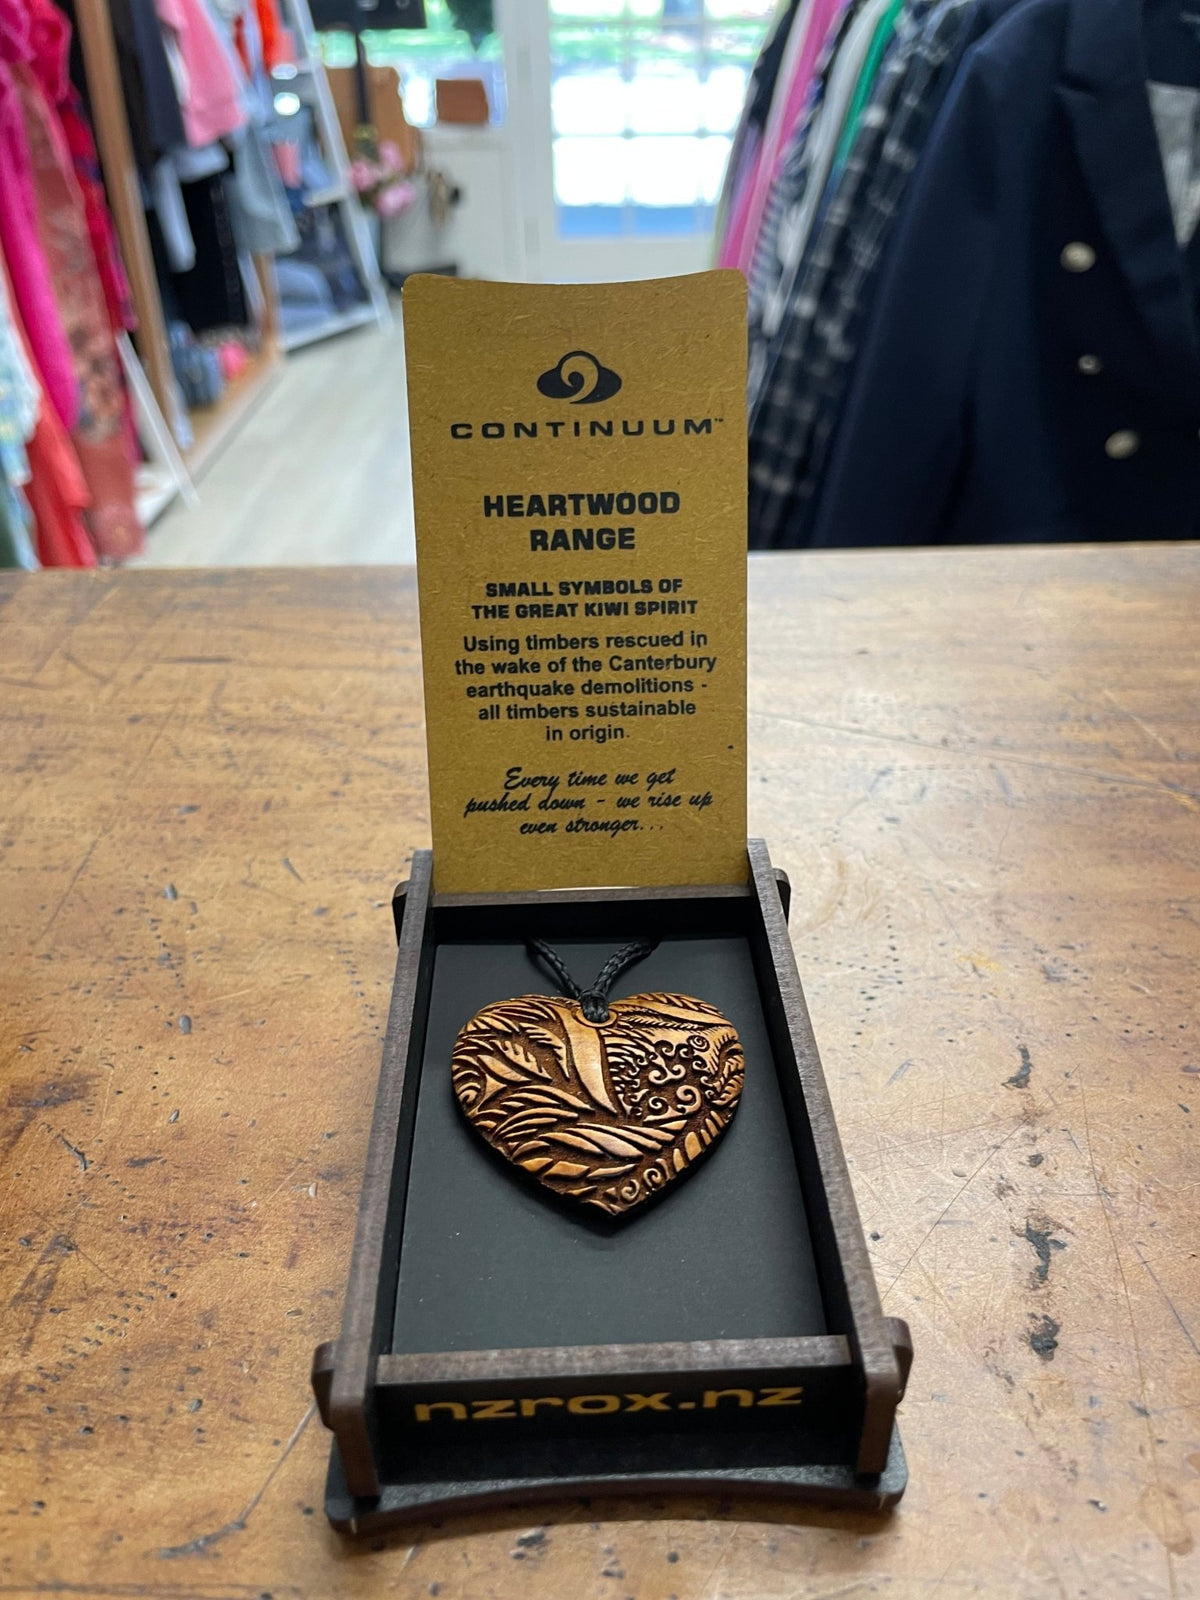 CONTINUUM™
HEARTWOOD
RANGE
SMALL SYMBOLS OF
THE GREAT KIWI SPIRIT
Using timbers rescued in
the wake of the Canterbury
earthquake demolitions -
all timbers sustainable
in origin.
Every time we get
pushed down - we rise up
even stronger...
nzrox.nz